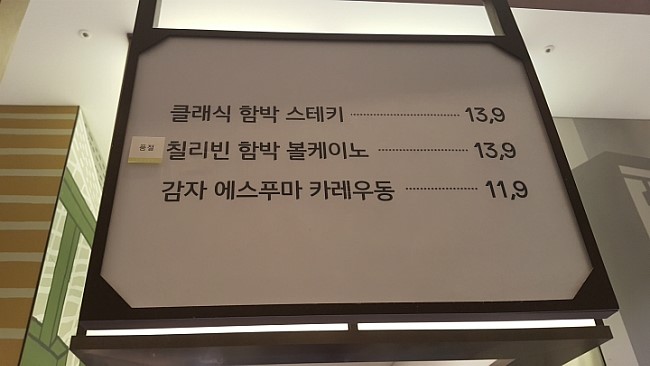 클래식 함박 스테키 ........................ 13,9
품절 칠리빈 함박 볼케이노 ........................ 13,9
감자 에스푸마 카레우동 ................ 11,9